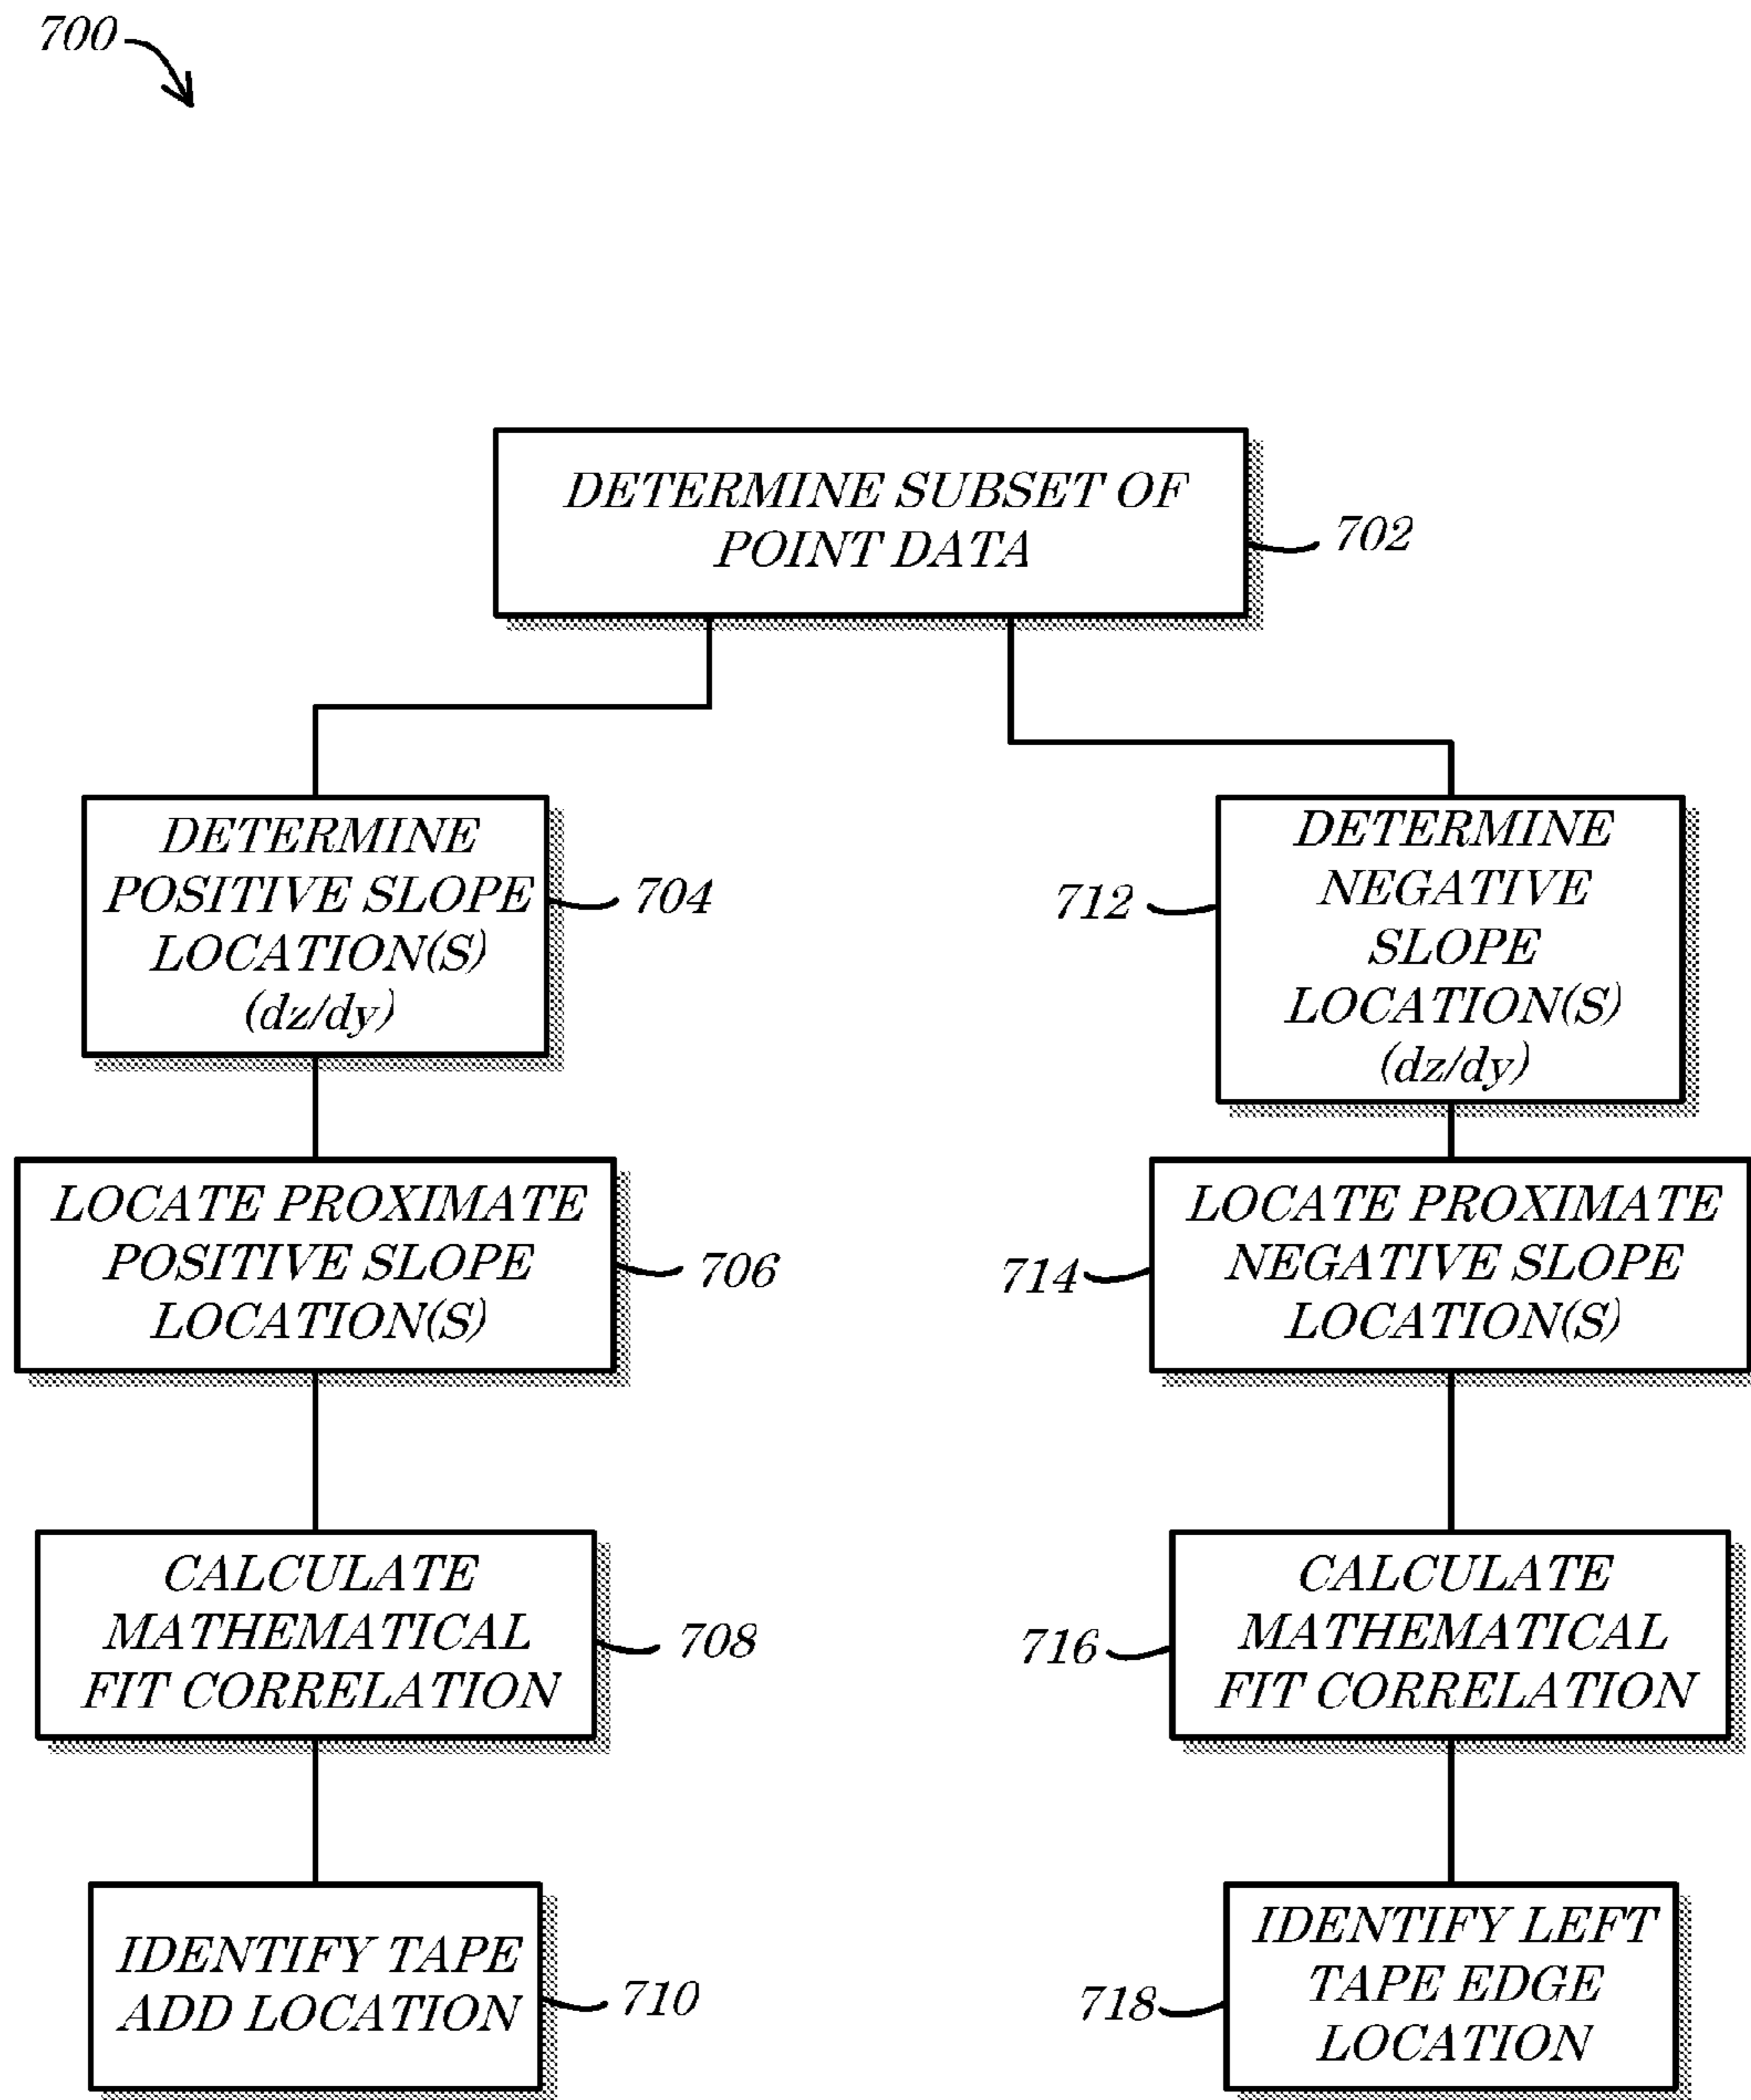 700
DETERMINE SUBSET OF
POINT DATA
702
DETERMINE
POSITIVE SLOPE
LOCATION(S)
(dz/dy)
704
DETERMINE
NEGATIVE
SLOPE
LOCATION(S)
(dz/dy)
712
LOCATE PROXIMATE
POSITIVE SLOPE
LOCATION(S)
706
LOCATE PROXIMATE
NEGATIVE SLOPE
LOCATION(S)
714
CALCULATE
MATHEMATICAL
FIT CORRELATION
708
CALCULATE
MATHEMATICAL
FIT CORRELATION
716
IDENTIFY TAPE
ADD LOCATION
710
IDENTIFY LEFT
TAPE EDGE
LOCATION
718